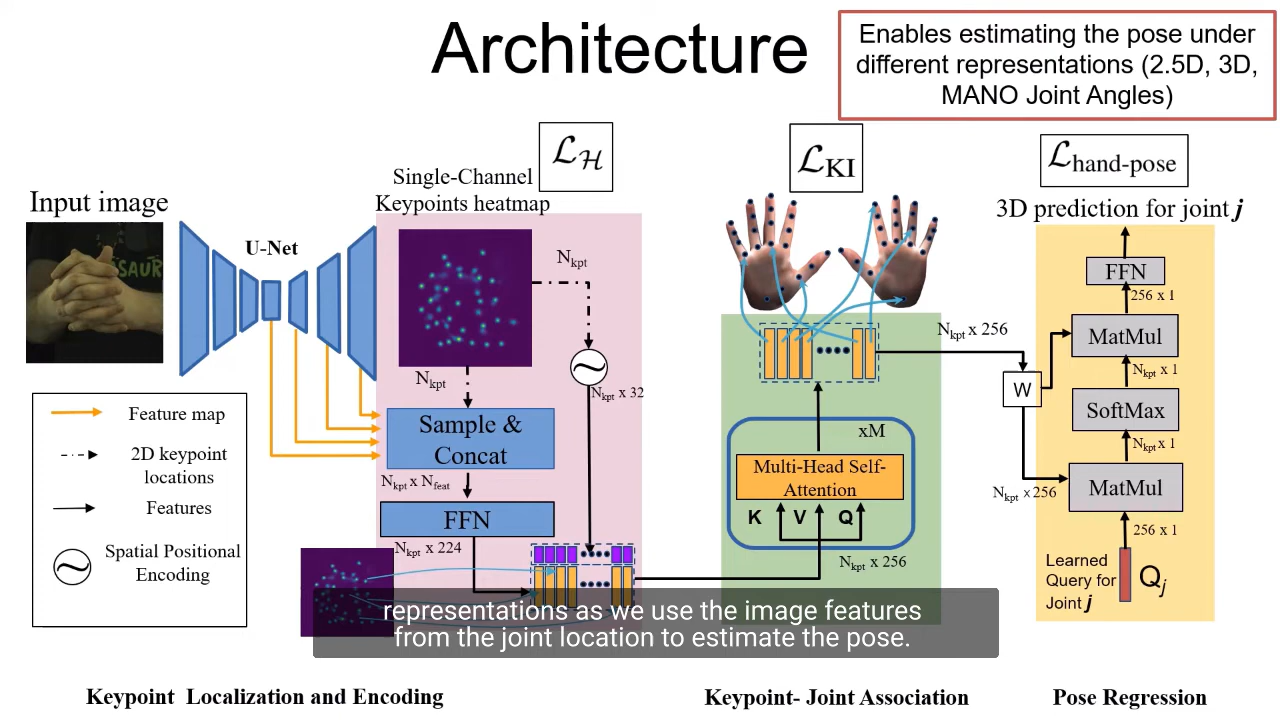 Architecture
Enables estimating the pose under
different representations (2.5D, 3D,
MANO Joint Angles)
Input image
SAUR
U-Net
Single-Channel
Keypoints heatmap
ℒ_ℋ
N_kpt
N_kpt
N_kpt x 32
Sample &
Concat
N_kpt x N_feat
FFN
N_kpt x 224
Feature map
2D keypoint
locations
Features
Spatial Positional
Encoding
ℒ_KI
xM
Multi-Head Self-
Attention
K V Q
N_kpt x 256
N_kpt x 256
ℒ_hand-pose
3D prediction for joint j
FFN
256 x 1
MatMul
N_kpt x 1
W
SoftMax
N_kpt x 1
MatMul
N_kpt x 256
256 x 1
Learned
Query for
Joint j
Q_j
representations as we use the image features
from the joint location to estimate the pose.
Keypoint Localization and Encoding
Keypoint- Joint Association
Pose Regression